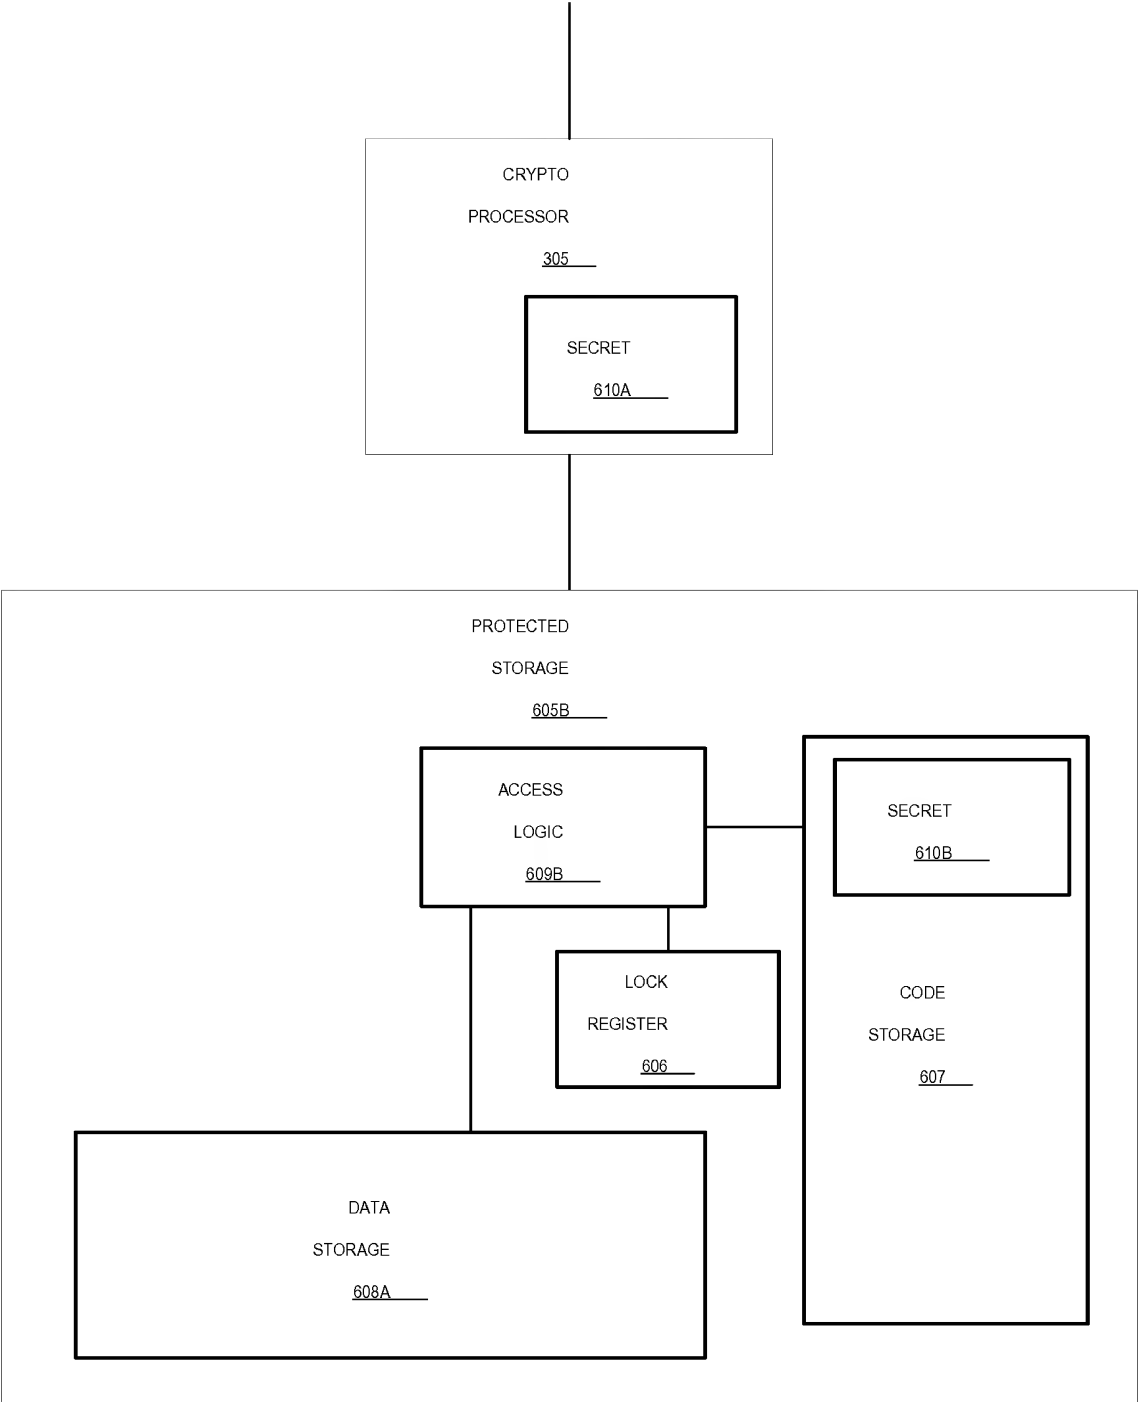 CRYPTO
PROCESSOR
305
SECRET
610A
PROTECTED
STORAGE
605B
ACCESS
LOGIC
609B
SECRET
610B
LOCK
REGISTER
606
CODE
STORAGE
607
DATA
STORAGE
608A